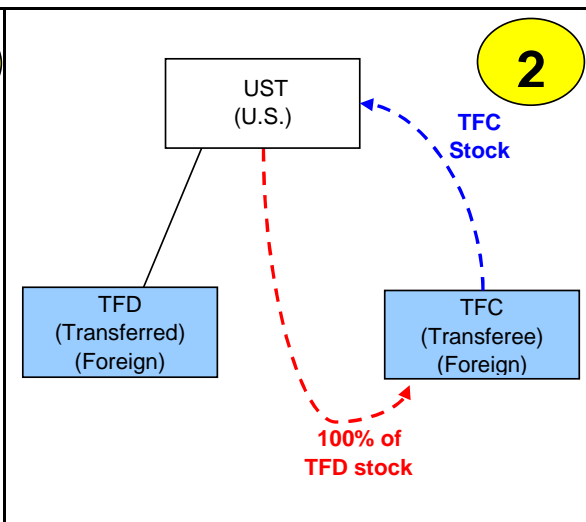 2
UST
(U.S.)
TFC
Stock
TFD
(Transferred)
(Foreign)
TFC
(Transferee)
(Foreign)
100% of
TFD stock